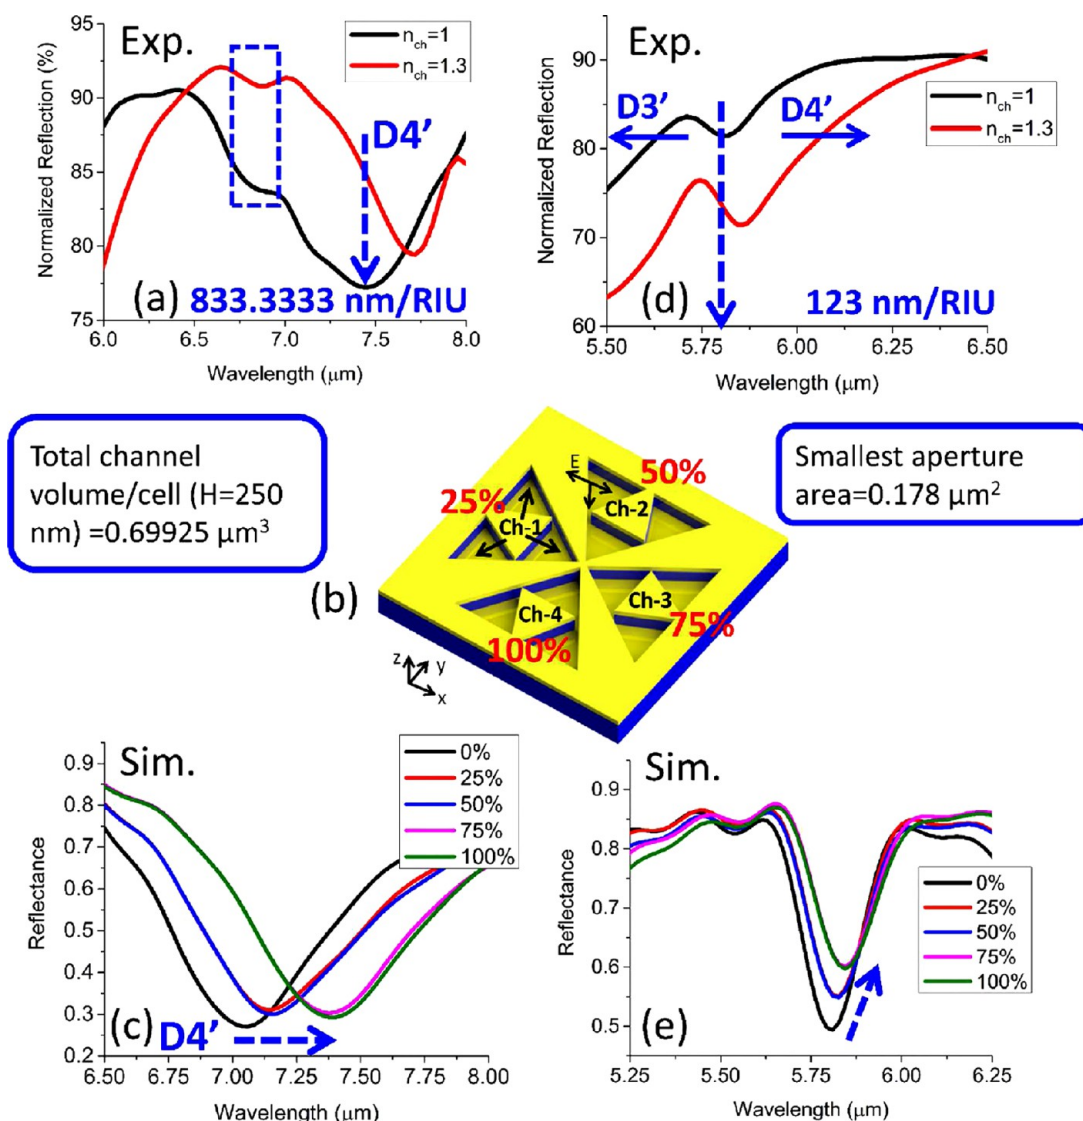 Exp.
n_ch=1
n_ch=1.3
D4’
(a) 833.3333 nm/RIU
95
90
85
80
75
6.0 6.5 7.0 7.5 8.0
Normalized Reflection (%)
Wavelength (μm)
Exp.
D3’ D4’
n_ch=1
n_ch=1.3
(d) 123 nm/RIU
90
80
70
60
5.50 5.75 6.00 6.25 6.50
Normalized Reflection
Wavelength (μm)
Total channel
volume/cell (H=250
nm) =0.69925 μm³
Smallest aperture
area=0.178 μm²
(b)
25%
50%
75%
100%
E
Ch-1
Ch-2
Ch-3
Ch-4
z
y
x
Sim.
0%
25%
50%
75%
100%
(c)
D4’
0.9
0.8
0.7
0.6
0.5
0.4
0.3
0.2
6.50 6.75 7.00 7.25 7.50 7.75 8.00
Reflectance
Wavelength (μm)
Sim.
0%
25%
50%
75%
100%
(e)
0.9
0.8
0.7
0.6
0.5
5.25 5.50 5.75 6.00 6.25
Reflectance
Wavelength (μm)